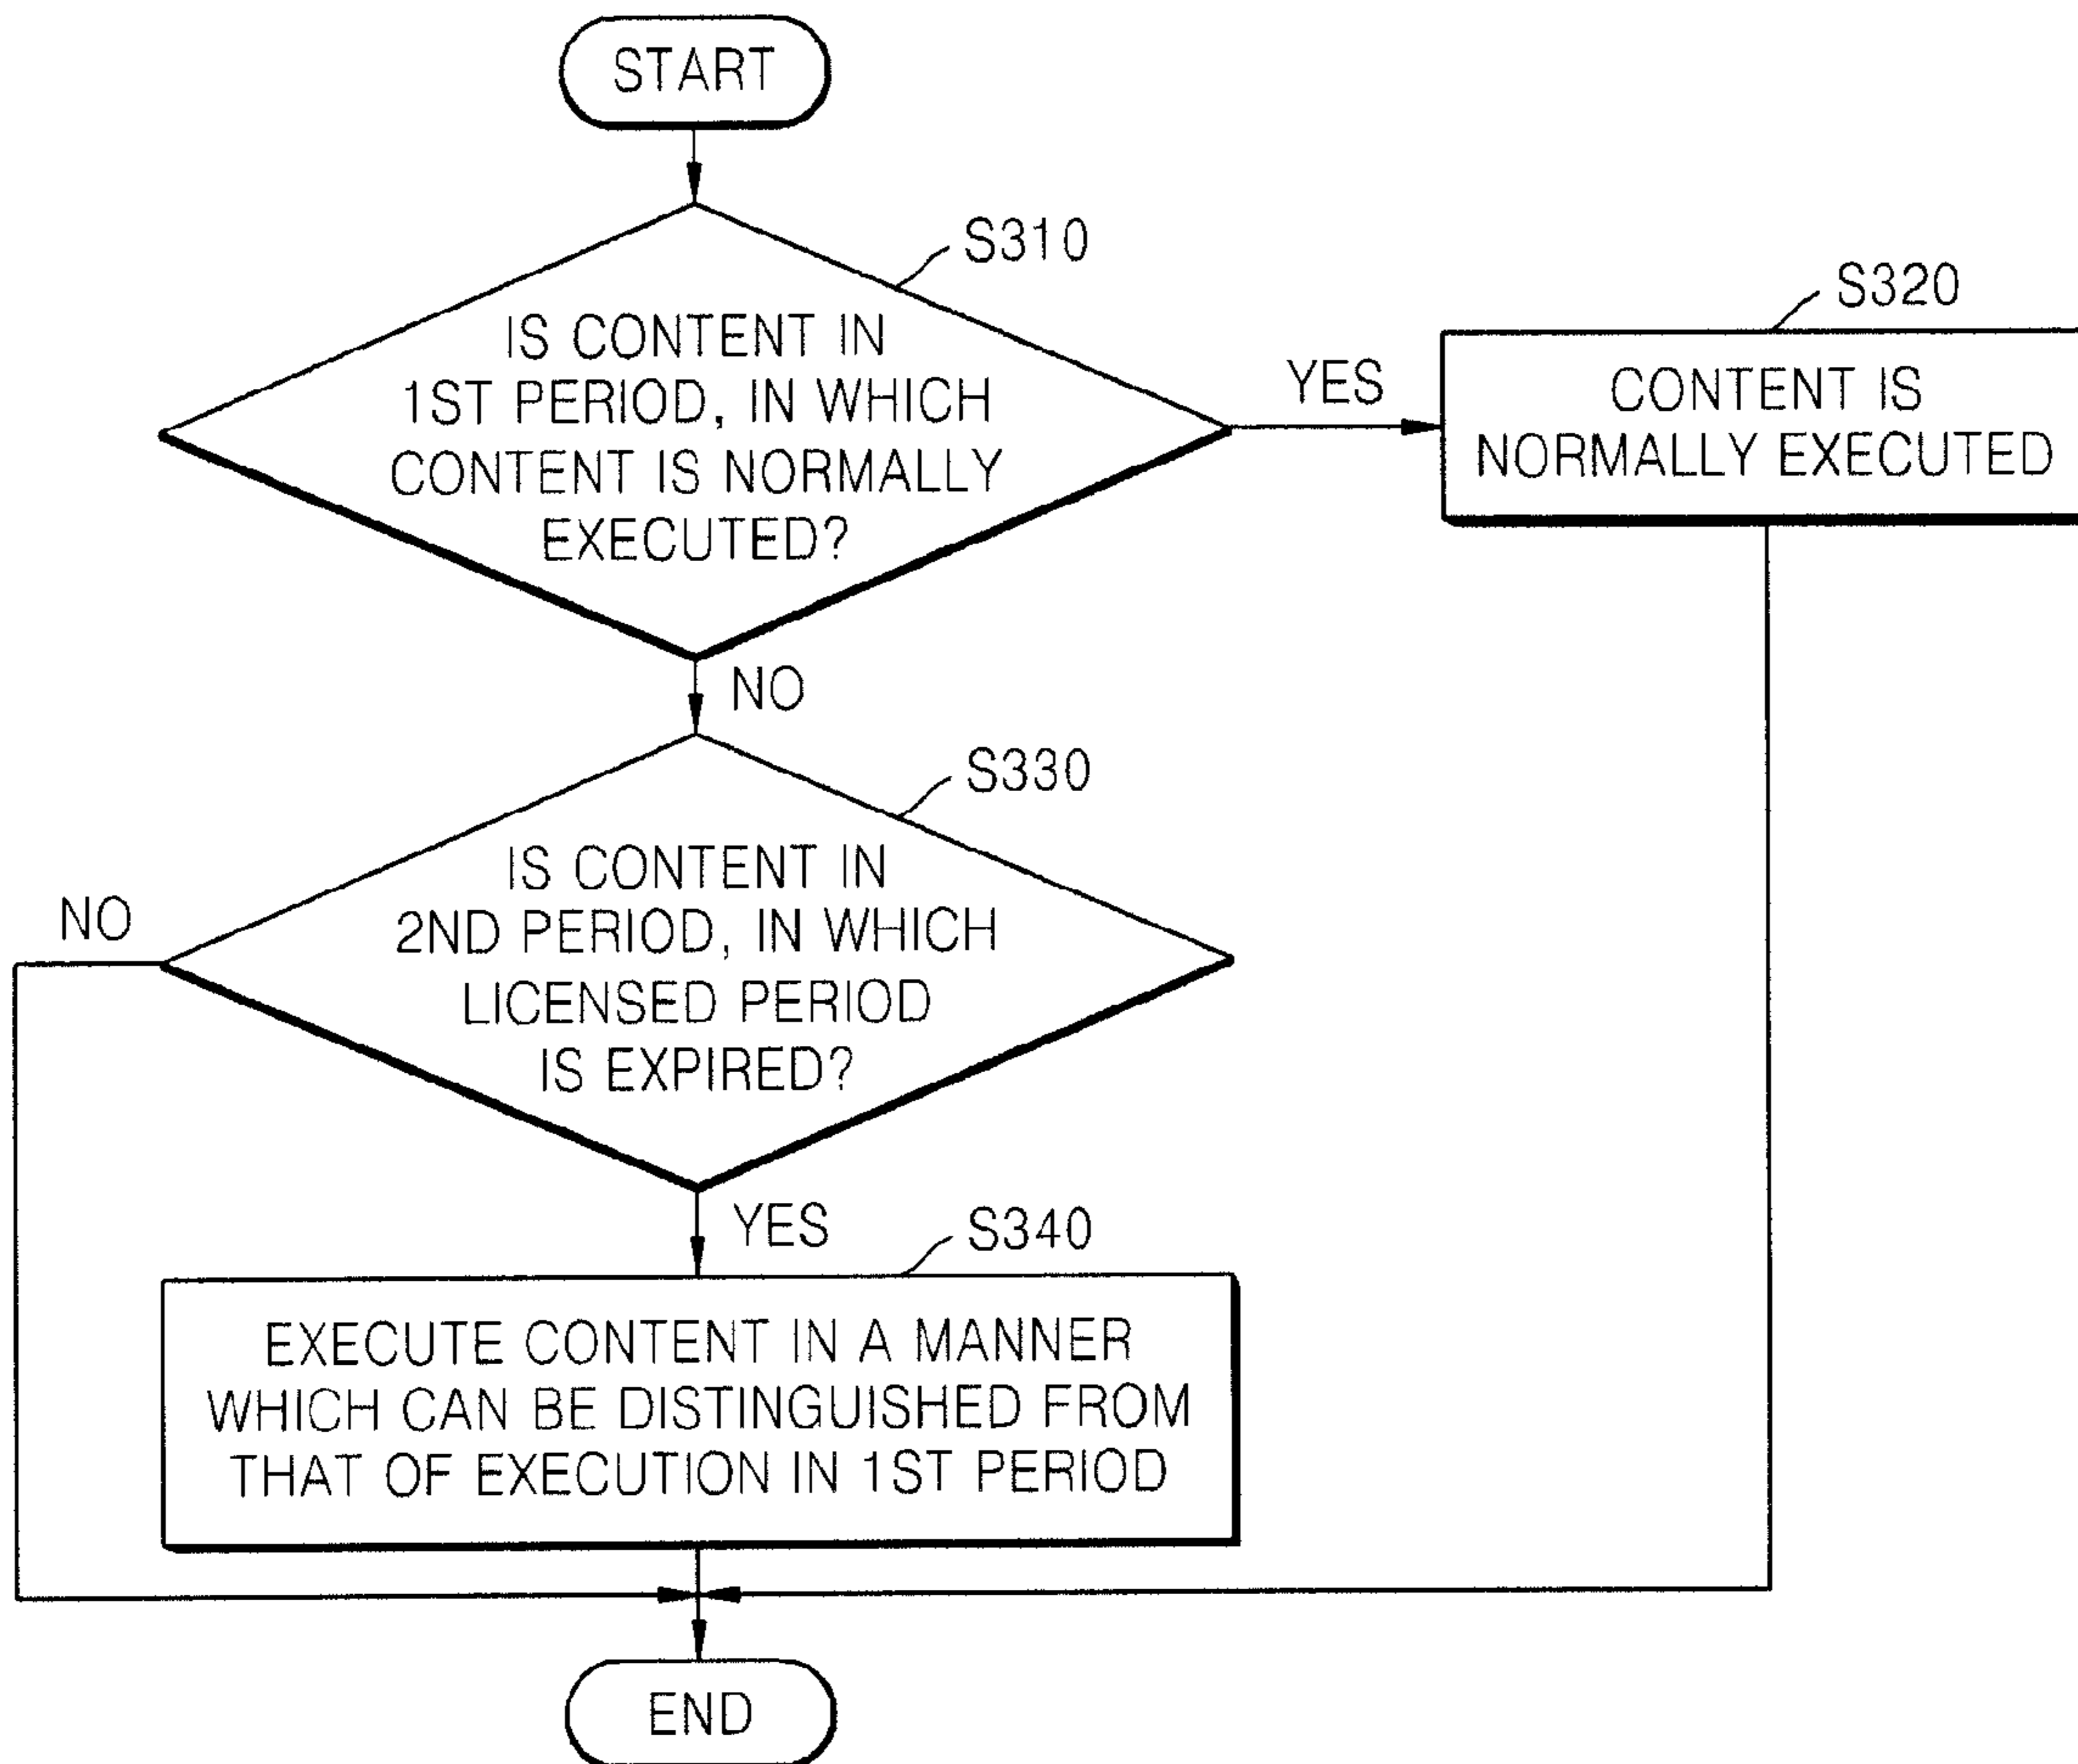 START
S310
IS CONTENT IN
1ST PERIOD, IN WHICH
CONTENT IS NORMALLY
EXECUTED?
YES
S320
CONTENT IS
NORMALLY EXECUTED
NO
S330
IS CONTENT IN
2ND PERIOD, IN WHICH
LICENSED PERIOD
IS EXPIRED?
NO
YES
S340
EXECUTE CONTENT IN A MANNER
WHICH CAN BE DISTINGUISHED FROM
THAT OF EXECUTION IN 1ST PERIOD
END